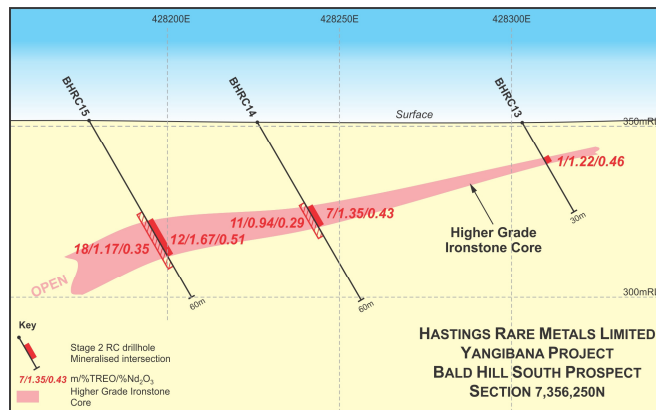 428200E
428250E
428300E
BHRC15
BHRC14
BHRC13
Surface
350mRL
1/1.22/0.46
7/1.35/0.43
11/0.94/0.29
12/1.67/0.51
18/1.17/0.35
Higher Grade
Ironstone
Core
30m
OPEN
60m
60m
300mRL
Key
Stage 2 RC drillhole
Mineralised intersection
7/1.35/0.43 m/%TREO/%Nd₂O₃
Higher Grade Ironstone
Core
HASTINGS RARE METALS LIMITED
YANGIBANA PROJECT
BALD HILL SOUTH PROSPECT
SECTION 7,356,250N